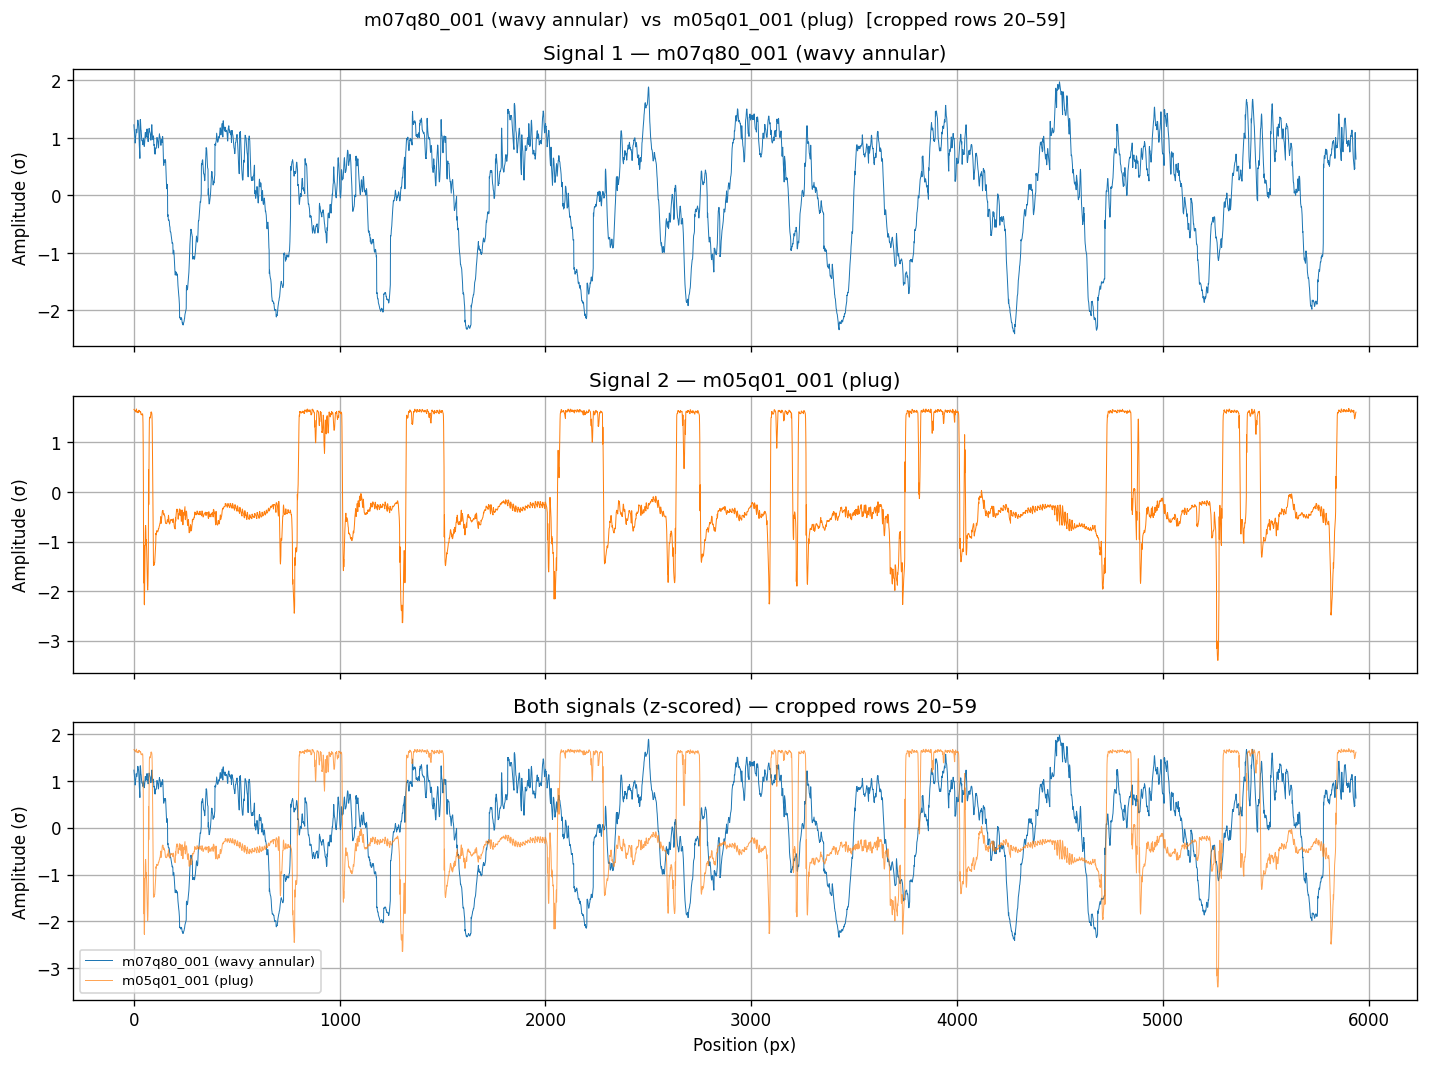 m07q80_001 (wavy annular)  vs  m05q01_001 (plug)  [cropped rows 20–59]
Signal 1 — m07q80_001 (wavy annular)
Amplitude (σ)
2
1
0
−1
−2
Signal 2 — m05q01_001 (plug)
Amplitude (σ)
1
0
−1
−2
−3
Both signals (z-scored) — cropped rows 20–59
Amplitude (σ)
2
1
0
−1
−2
−3
m07q80_001 (wavy annular)
m05q01_001 (plug)
0 1000 2000 3000 4000 5000 6000
Position (px)